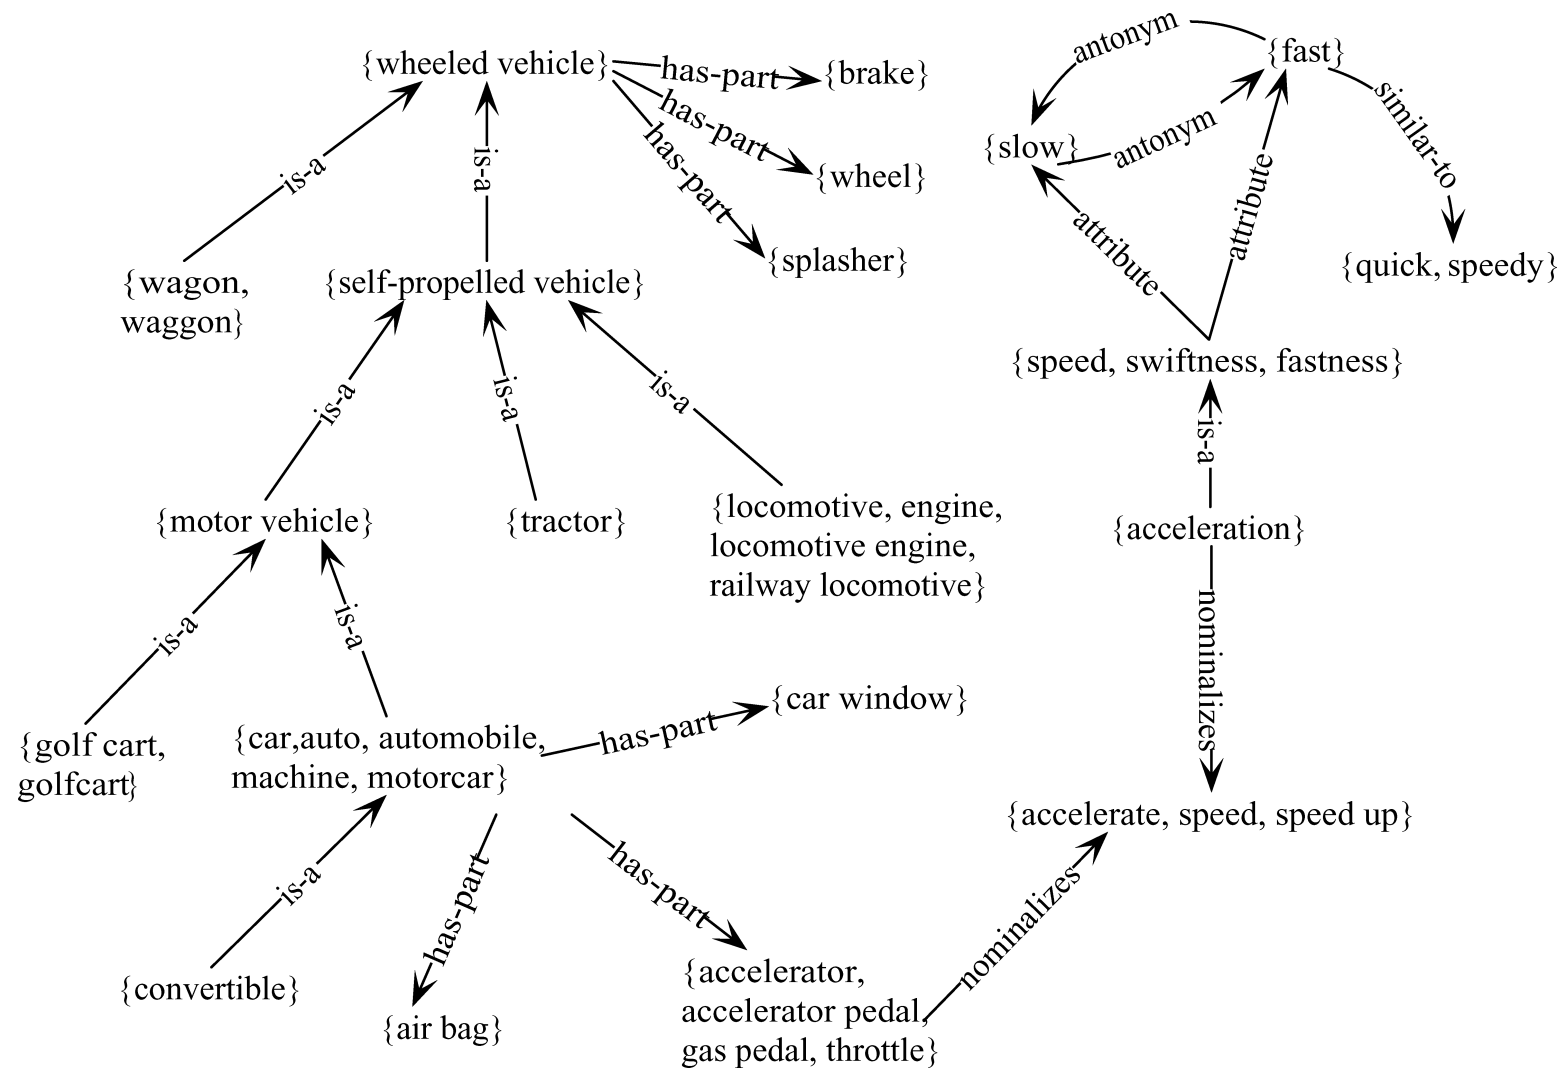 antonym
{fast}
{wheeled vehicle}
has-part
{brake}
has-part
similar-to
{slow}
antonym
has-part
is-a
is-a
{wheel}
attribute
attribute
{splasher}
{quick, speedy}
{wagon,
waggon}
{self-propelled vehicle}
{speed, swiftness, fastness}
is-a
is-a
is-a
is-a
{motor vehicle}
{tractor}
{locomotive, engine,
locomotive engine,
railway locomotive}
{acceleration}
is-a
is-a
nominalizes
{car window}
has-part
{golf cart,
golfcart}
{car,auto, automobile,
machine, motorcar}
{accelerate, speed, speed up}
is-a
has-part
has-part
nominalizes
{convertible}
{air bag}
{accelerator,
accelerator pedal,
gas pedal, throttle}